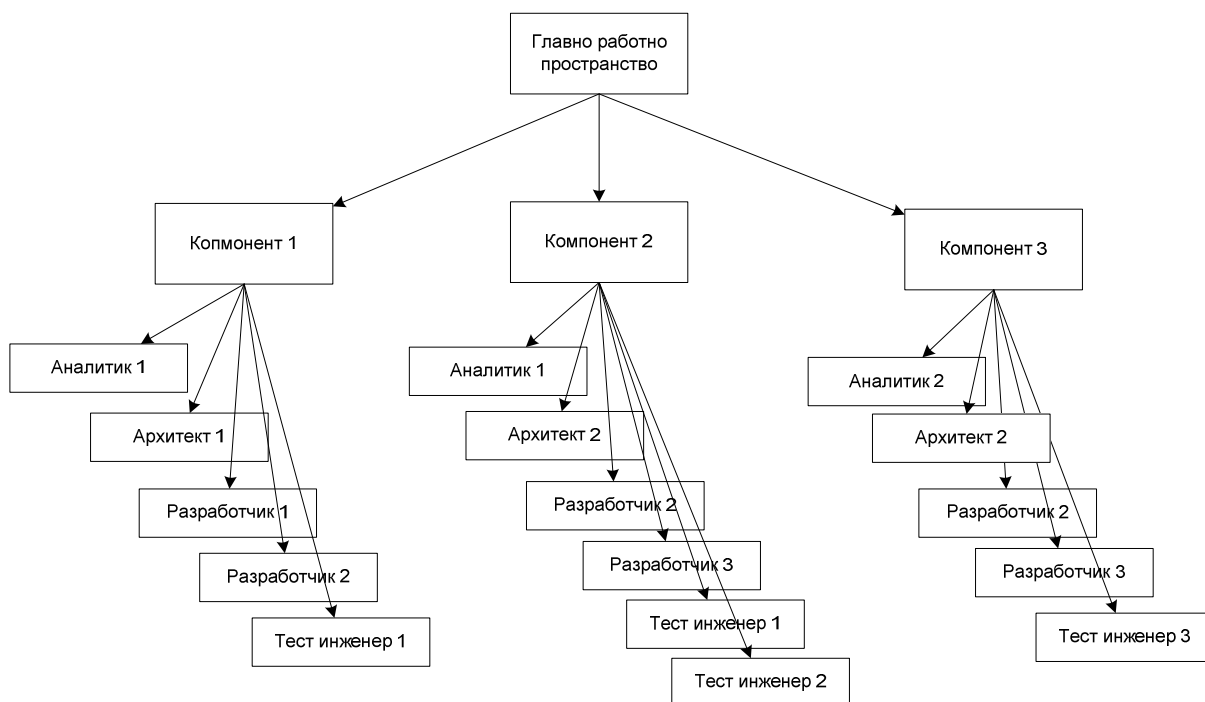 Главно работно
пространство
Копмонент 1
Компонент 2
Компонент 3
Аналитик 1
Архитект 1
Разработчик 1
Разработчик 2
Тест инженер 1
Аналитик 1
Архитект 2
Разработчик 2
Разработчик 3
Тест инженер 1
Тест инженер 2
Аналитик 2
Архитект 2
Разработчик 2
Разработчик 3
Тест инженер 3